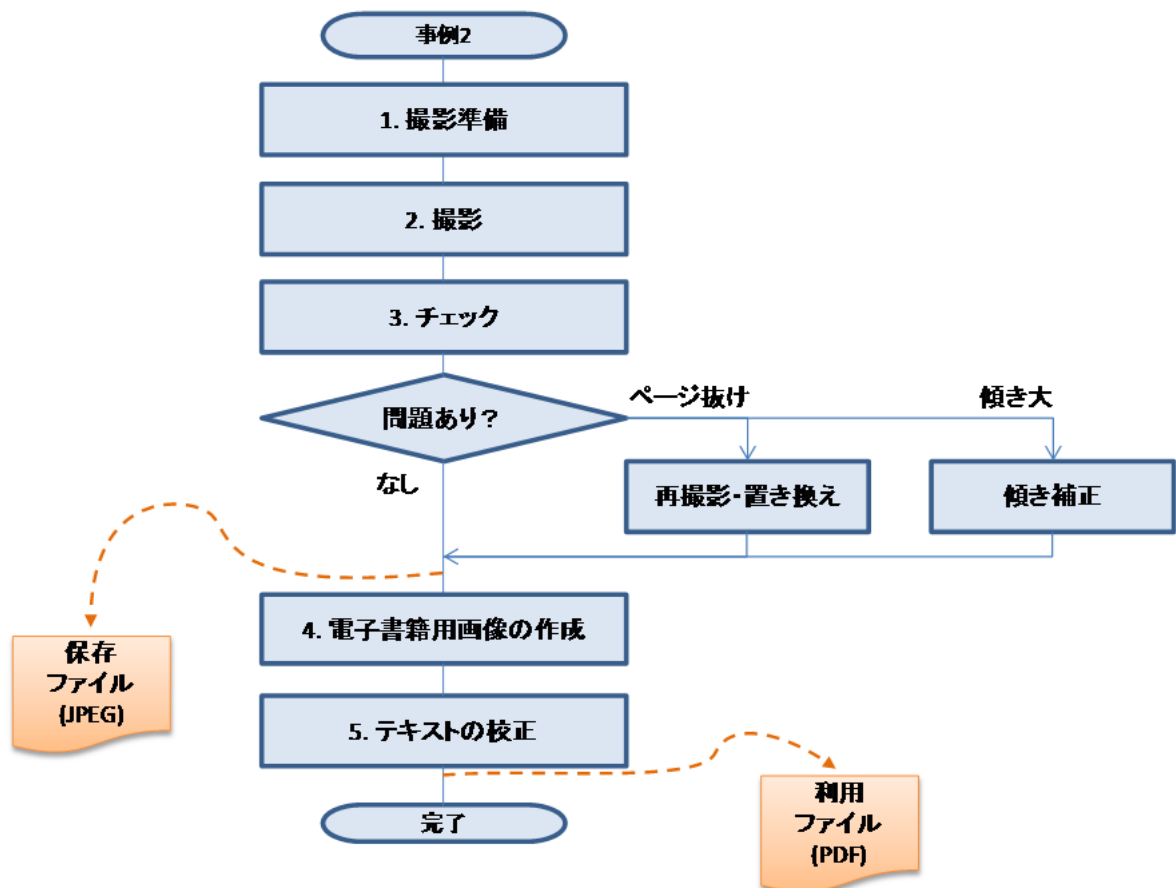 事例2
1. 撮影準備
2. 撮影
3. チェック
問題あり？
ページ抜け
傾き大
なし
再撮影・置き換え
傾き補正
4. 電子書籍用画像の作成
保存
ファイル
(JPEG)
5. テキストの校正
完了
利用
ファイル
(PDF)